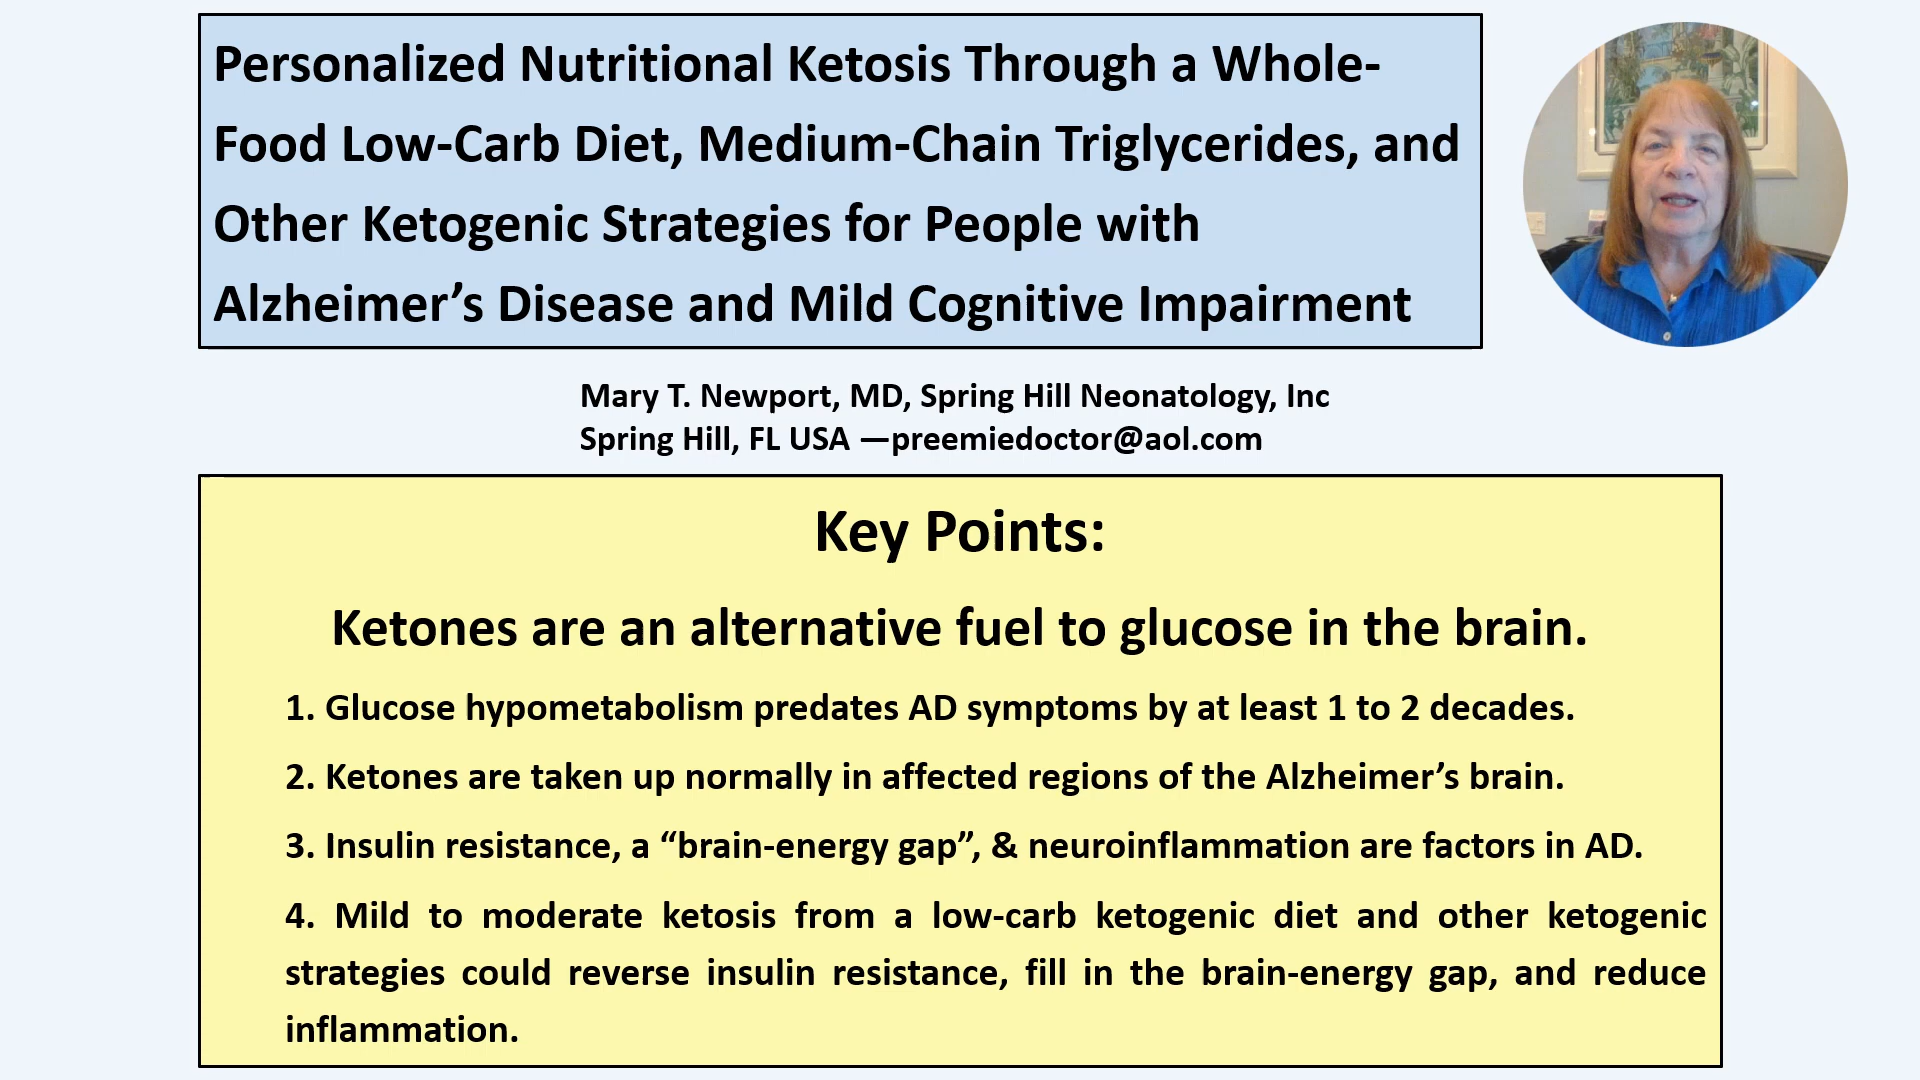 Personalized Nutritional Ketosis Through a Whole-
Food Low-Carb Diet, Medium-Chain Triglycerides, and
Other Ketogenic Strategies for People with
Alzheimer’s Disease and Mild Cognitive Impairment
Mary T. Newport, MD, Spring Hill Neonatology, Inc
Spring Hill, FL USA —preemiedoctor@aol.com
Key Points:
Ketones are an alternative fuel to glucose in the brain.
1. Glucose hypometabolism predates AD symptoms by at least 1 to 2 decades.
2. Ketones are taken up normally in affected regions of the Alzheimer’s brain.
3. Insulin resistance, a “brain-energy gap”, & neuroinflammation are factors in AD.
4. Mild to moderate ketosis from a low-carb ketogenic diet and other ketogenic
strategies could reverse insulin resistance, fill in the brain-energy gap, and reduce
inflammation.